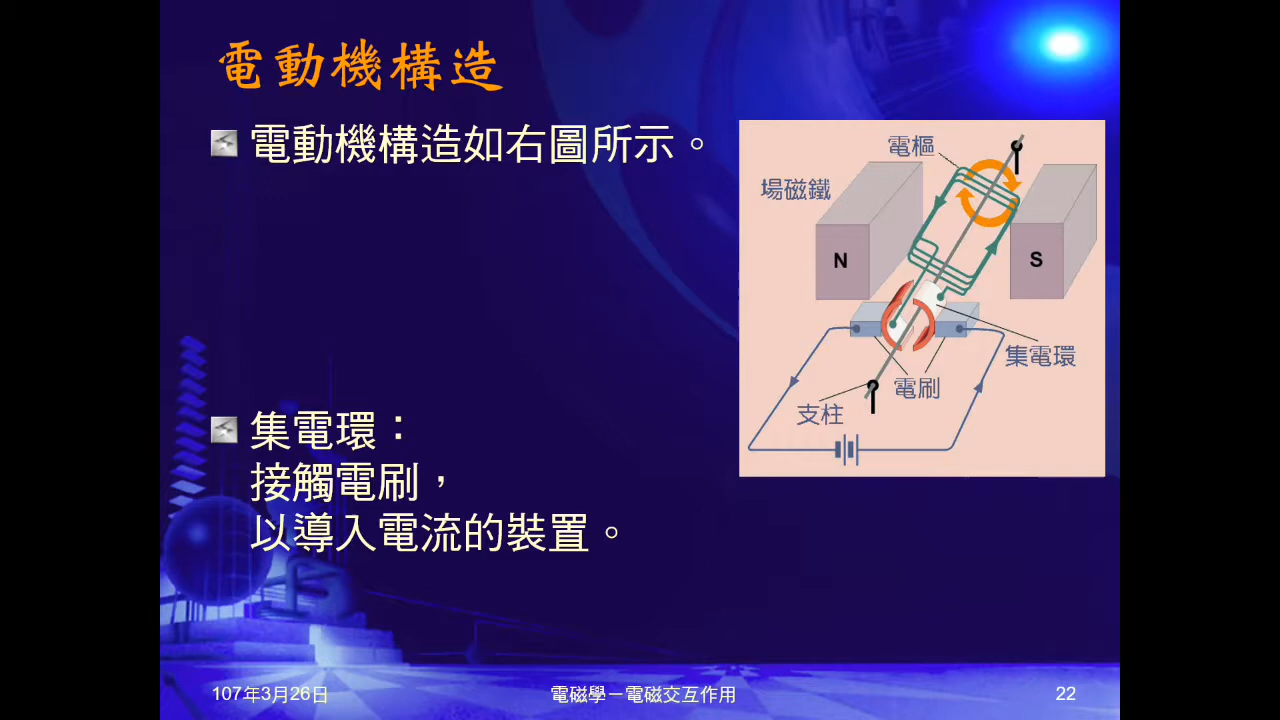 電動機構造
電動機構造如右圖所示。
電樞
場磁鐵
N
S
集電環
電刷
支柱
集電環：
接觸電刷，
以導入電流的裝置。
107年3月26日
電磁學－電磁交互作用
22